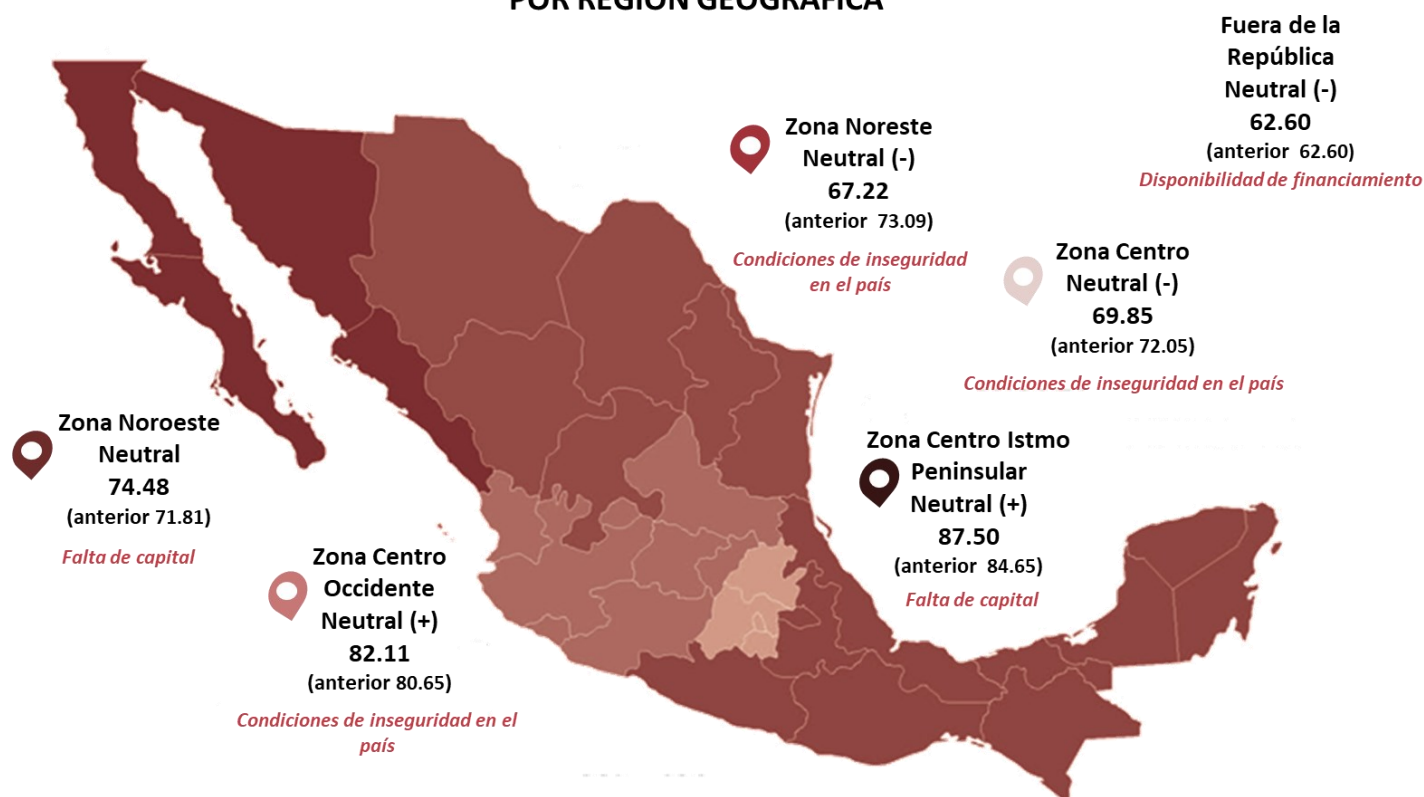 POR REGIÓN GEOGRÁFICA
Fuera de la
República
Neutral (-)
62.60
(anterior 62.60)
Disponibilidad de financiamiento
Zona Noreste
Neutral (-)
67.22
(anterior 73.09)
Condiciones de inseguridad
en el país
Zona Centro
Neutral (-)
69.85
(anterior 72.05)
Condiciones de inseguridad en el país
Zona Noroeste
Neutral
74.48
(anterior 71.81)
Falta de capital
Zona Centro Istmo
Peninsular
Neutral (+)
87.50
(anterior 84.65)
Falta de capital
Zona Centro
Occidente
Neutral (+)
82.11
(anterior 80.65)
Condiciones de inseguridad en el
país